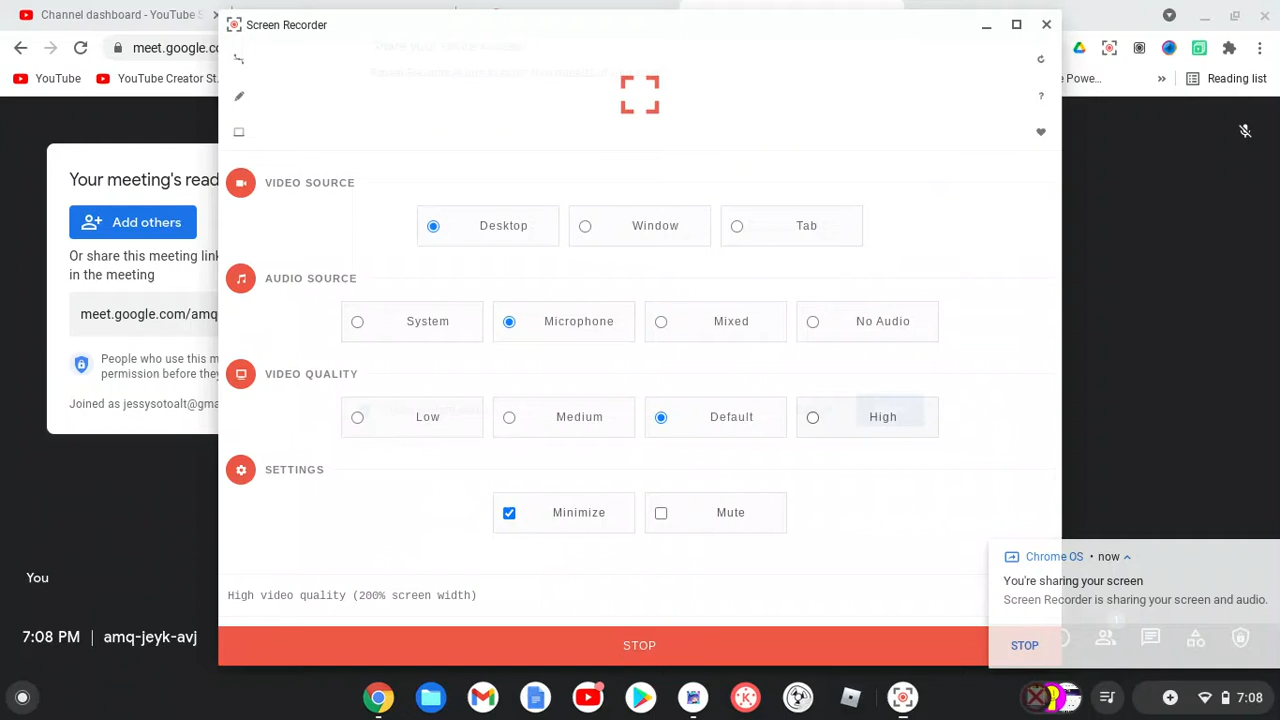 Channel dashboard - YouTube S
Screen Recorder
meet.google.co
YouTube
YouTube Creator St.
e Powe...
»
Reading list
?
Your meeting's read
Add others
Or share this meeting link
in the meeting
meet.google.com/amq
People who use this m
permission before they
Joined as jessysotoalt@gma
VIDEO SOURCE
Desktop
Window
Tab
AUDIO SOURCE
System
Microphone
Mixed
No Audio
VIDEO QUALITY
Low
Medium
Default
High
SETTINGS
Minimize
Mute
High video quality (200% screen width)
STOP
Chrome OS • now
You're sharing your screen
Screen Recorder is sharing your screen and audio.
STOP
1
You
7:08 PM | amq-jeyk-avj
7:08